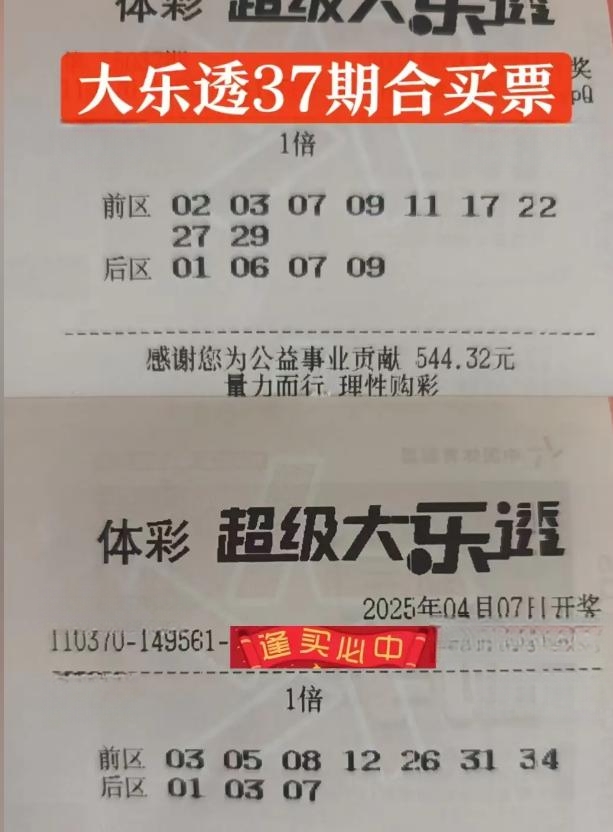 体彩 超级大乐透
奖
大乐透37期合买票
pQ
1倍
前区 02 03 07 09 11 17 22
27 29
后区 01 06 07 09
感谢您为公益事业贡献 544.32元
量力而行 理性购彩
体彩 超级大乐透
2025年04月07日开奖
110370-149561-
逢买必中
1倍
前区 03 05 08 12 26 31 34
后区 01 03 07